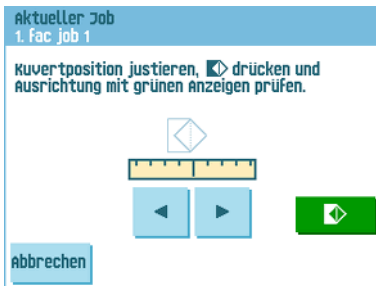 Aktueller Job
1. Fac job 1
Kuvertposition justieren, drücken und
Ausrichtung mit grünen Anzeigen prüfen.
Abbrechen